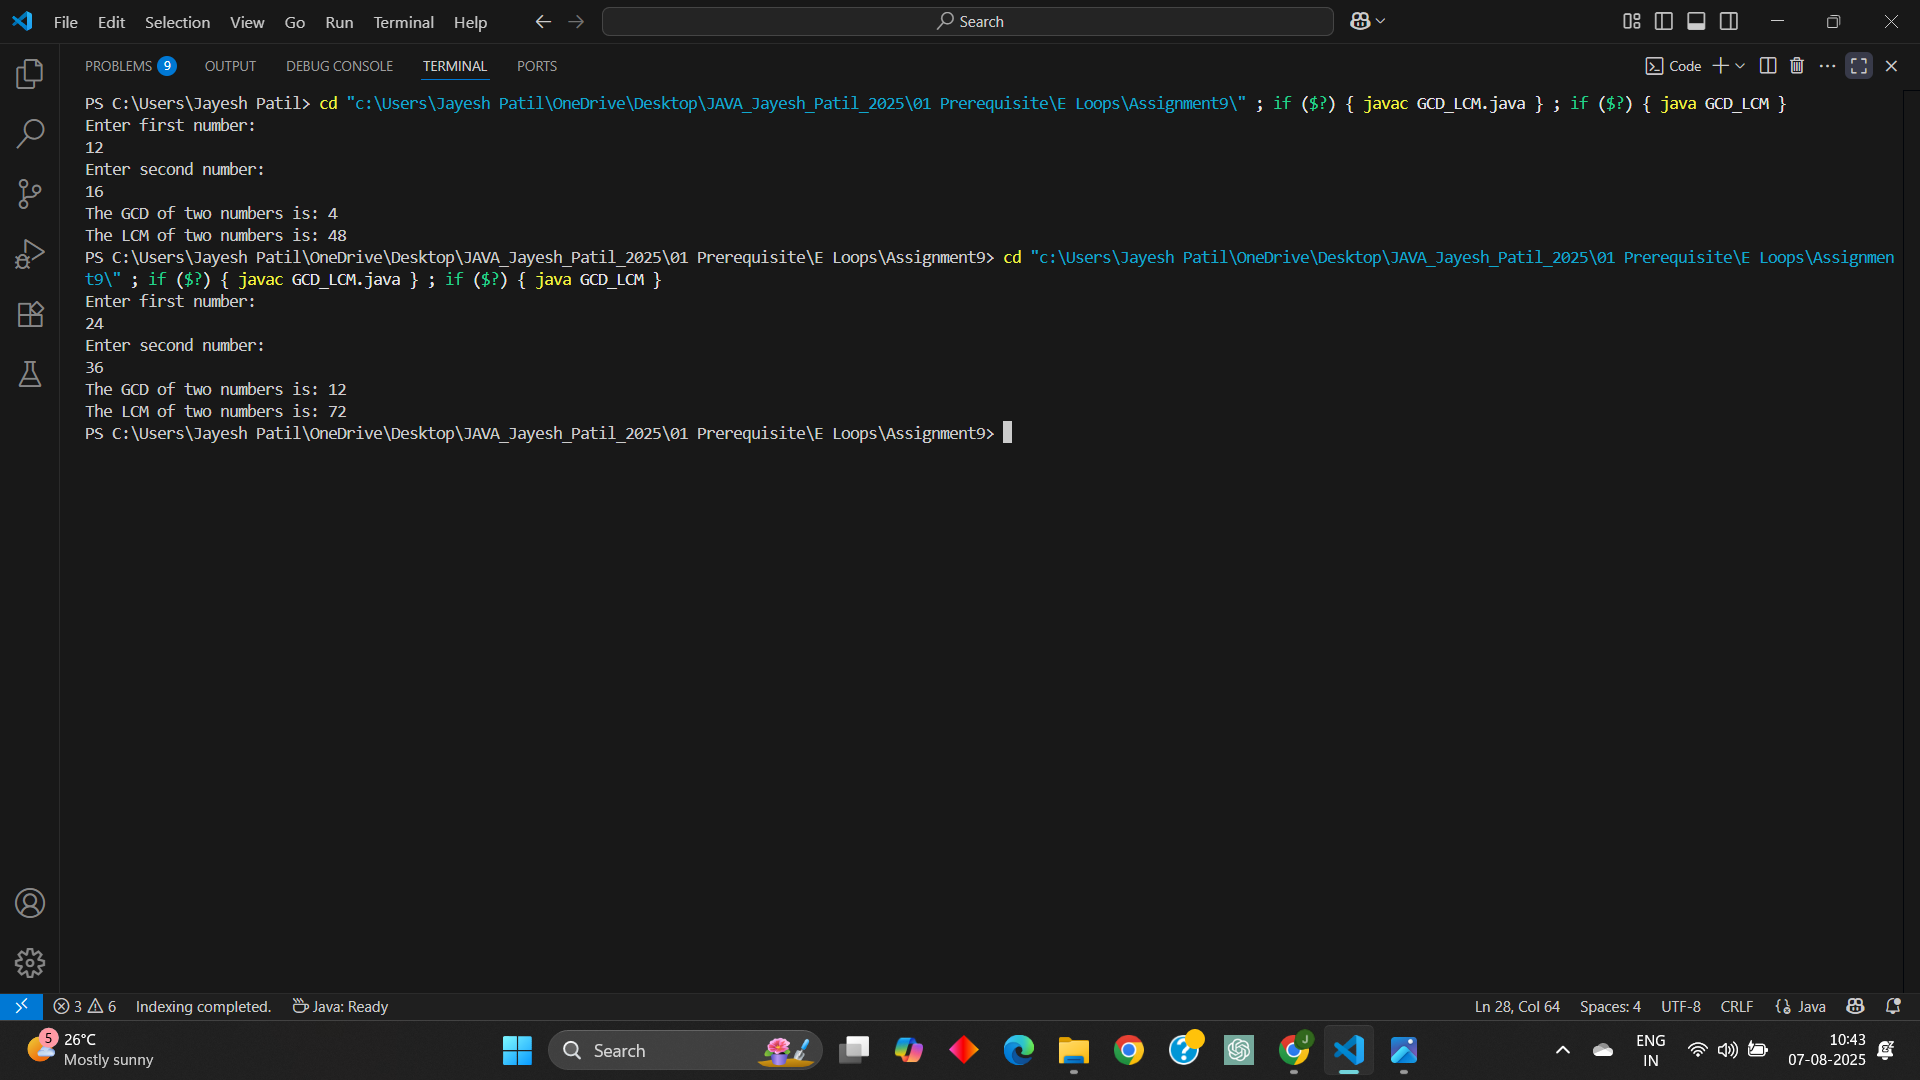 File Edit Selection View Go Run Terminal Help Search
PROBLEMS 9 OUTPUT DEBUG CONSOLE TERMINAL PORTS Code
PS C:\Users\Jayesh Patil> cd "c:\Users\Jayesh Patil\OneDrive\Desktop\JAVA_Jayesh_Patil_2025\01 Prerequisite\E Loops\Assignment9\" ; if ($?) { javac GCD_LCM.java } ; if ($?) { java GCD_LCM }
Enter first number:
12
Enter second number:
16
The GCD of two numbers is: 4
The LCM of two numbers is: 48
PS C:\Users\Jayesh Patil\OneDrive\Desktop\JAVA_Jayesh_Patil_2025\01 Prerequisite\E Loops\Assignment9> cd "c:\Users\Jayesh Patil\OneDrive\Desktop\JAVA_Jayesh_Patil_2025\01 Prerequisite\E Loops\Assignmen
t9\" ; if ($?) { javac GCD_LCM.java } ; if ($?) { java GCD_LCM }
Enter first number:
24
Enter second number:
36
The GCD of two numbers is: 12
The LCM of two numbers is: 72
PS C:\Users\Jayesh Patil\OneDrive\Desktop\JAVA_Jayesh_Patil_2025\01 Prerequisite\E Loops\Assignment9>
3 6 Indexing completed. Java: Ready Ln 28, Col 64 Spaces: 4 UTF-8 CRLF Java
5 26°C
Mostly sunny
Search
J
ENG
IN
10:43
07-08-2025